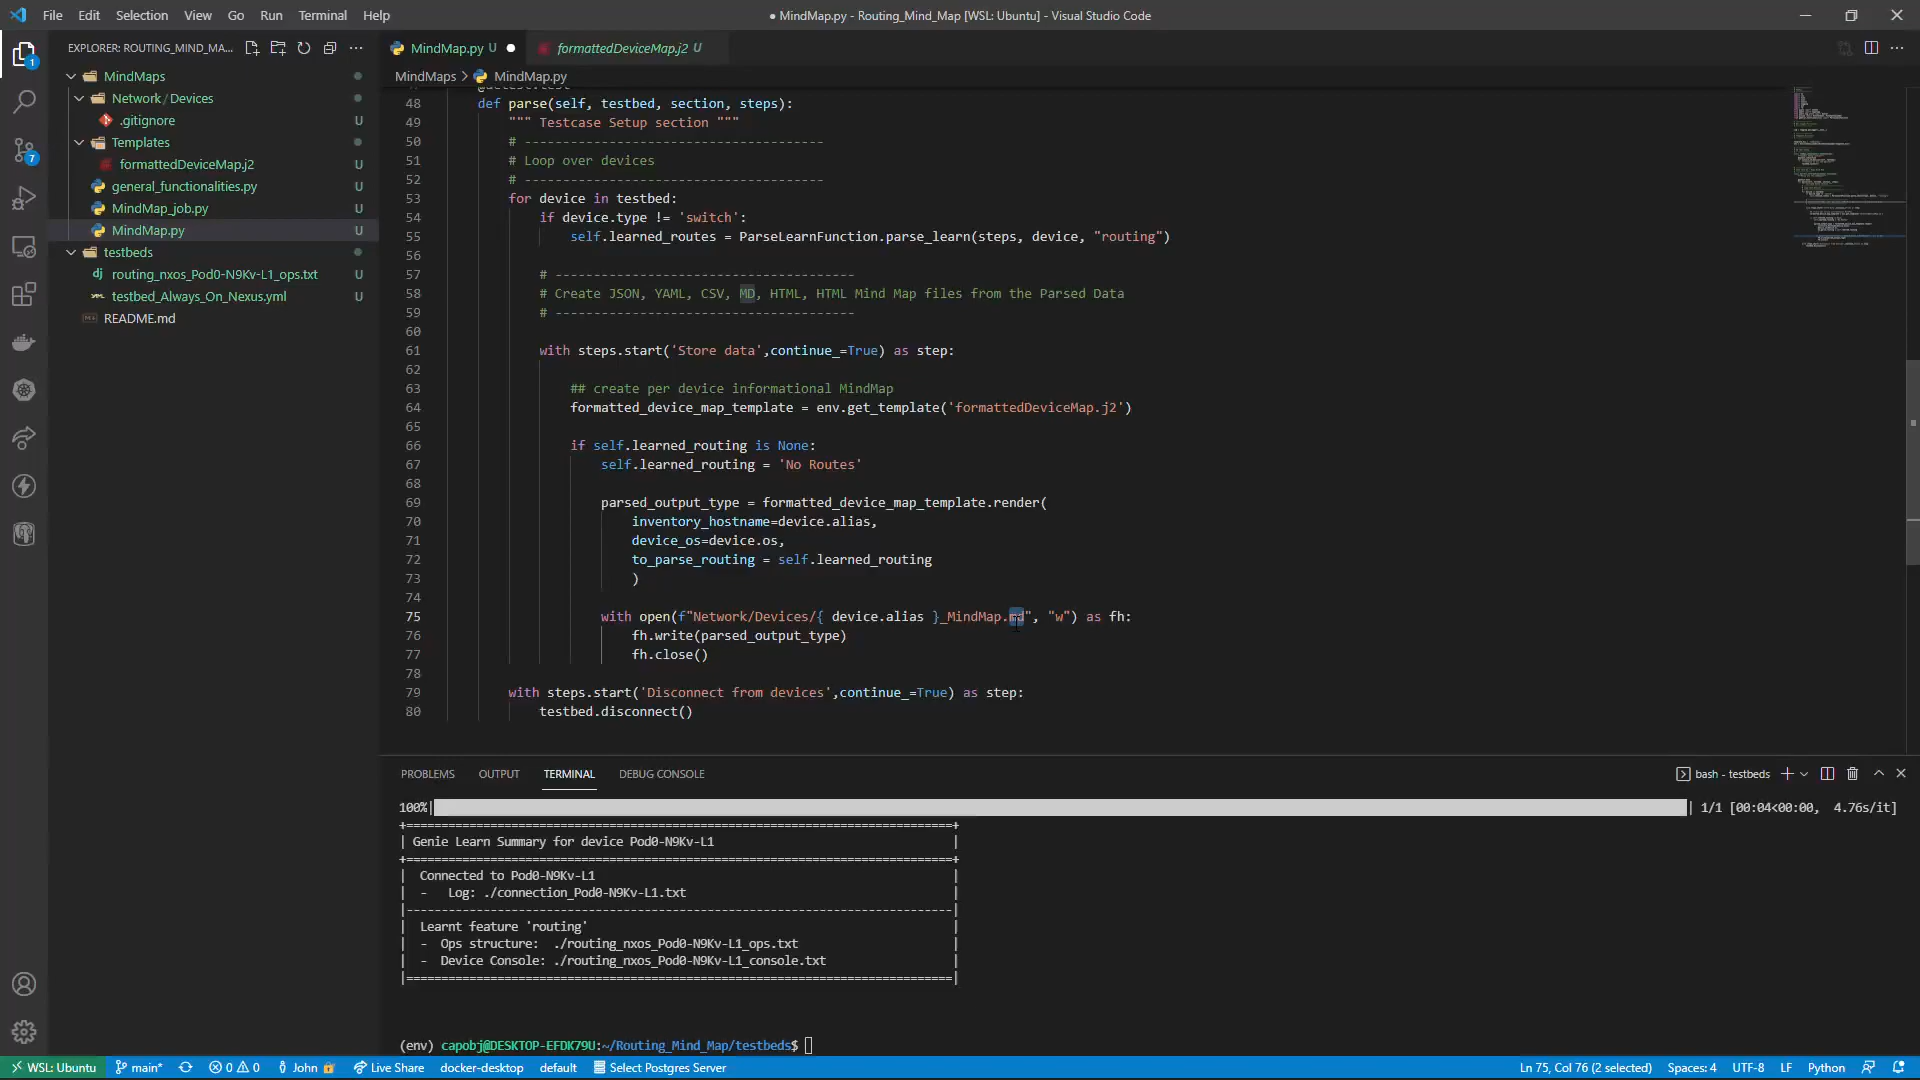 File Edit Selection View Go Run Terminal Help
● MindMap.py - Routing_Mind_Map [WSL: Ubuntu] - Visual Studio Code
EXPLORER: ROUTING_MIND_MA...
MindMaps
Network / Devices
.gitignore U
Templates
formattedDeviceMap.j2 U
general_functionalities.py U
MindMap_job.py U
MindMap.py U
testbeds
routing_nxos_Pod0-N9Kv-L1_ops.txt U
testbed_Always_On_Nexus.yml U
README.md
1
7
MindMap.py U ●
formattedDeviceMap.j2 U
MindMaps > MindMap.py
48 def parse(self, testbed, section, steps):
49 """ Testcase Setup section """
50 # ---------------------------------------
51 # Loop over devices
52 # ---------------------------------------
53 for device in testbed:
54 if device.type != 'switch':
55 self.learned_routes = ParseLearnFunction.parse_learn(steps, device, "routing")
56
57 # ---------------------------------------
58 # Create JSON, YAML, CSV, MD, HTML, HTML Mind Map files from the Parsed Data
59 # ---------------------------------------
60
61 with steps.start('Store data',continue_=True) as step:
62
63 ## create per device informational MindMap
64 formatted_device_map_template = env.get_template('formattedDeviceMap.j2')
65
66 if self.learned_routing is None:
67 self.learned_routing = 'No Routes'
68
69 parsed_output_type = formatted_device_map_template.render(
70 inventory_hostname=device.alias,
71 device_os=device.os,
72 to_parse_routing = self.learned_routing
73 )
74
75 with open(f"Network/Devices/{ device.alias }_MindMap.md", "w") as fh:
76 fh.write(parsed_output_type)
77 fh.close()
78
79 with steps.start('Disconnect from devices',continue_=True) as step:
80 testbed.disconnect()
PROBLEMS OUTPUT TERMINAL DEBUG CONSOLE
bash - testbeds
100%| | 1/1 [00:04<00:00, 4.76s/it]
+==============================================================================+
| Genie Learn Summary for device Pod0-N9Kv-L1 |
+==============================================================================+
| Connected to Pod0-N9Kv-L1 |
| - Log: ./connection_Pod0-N9Kv-L1.txt |
|------------------------------------------------------------------------------|
| Learnt feature 'routing' |
| - Ops structure: ./routing_nxos_Pod0-N9Kv-L1_ops.txt |
| - Device Console: ./routing_nxos_Pod0-N9Kv-L1_console.txt |
|==============================================================================|
(env) capobj@DESKTOP-EFDK79U:~/Routing_Mind_Map/testbeds$
WSL: Ubuntu main* 0 0 John Live Share docker-desktop default Select Postgres Server Ln 75, Col 76 (2 selected) Spaces: 4 UTF-8 LF Python